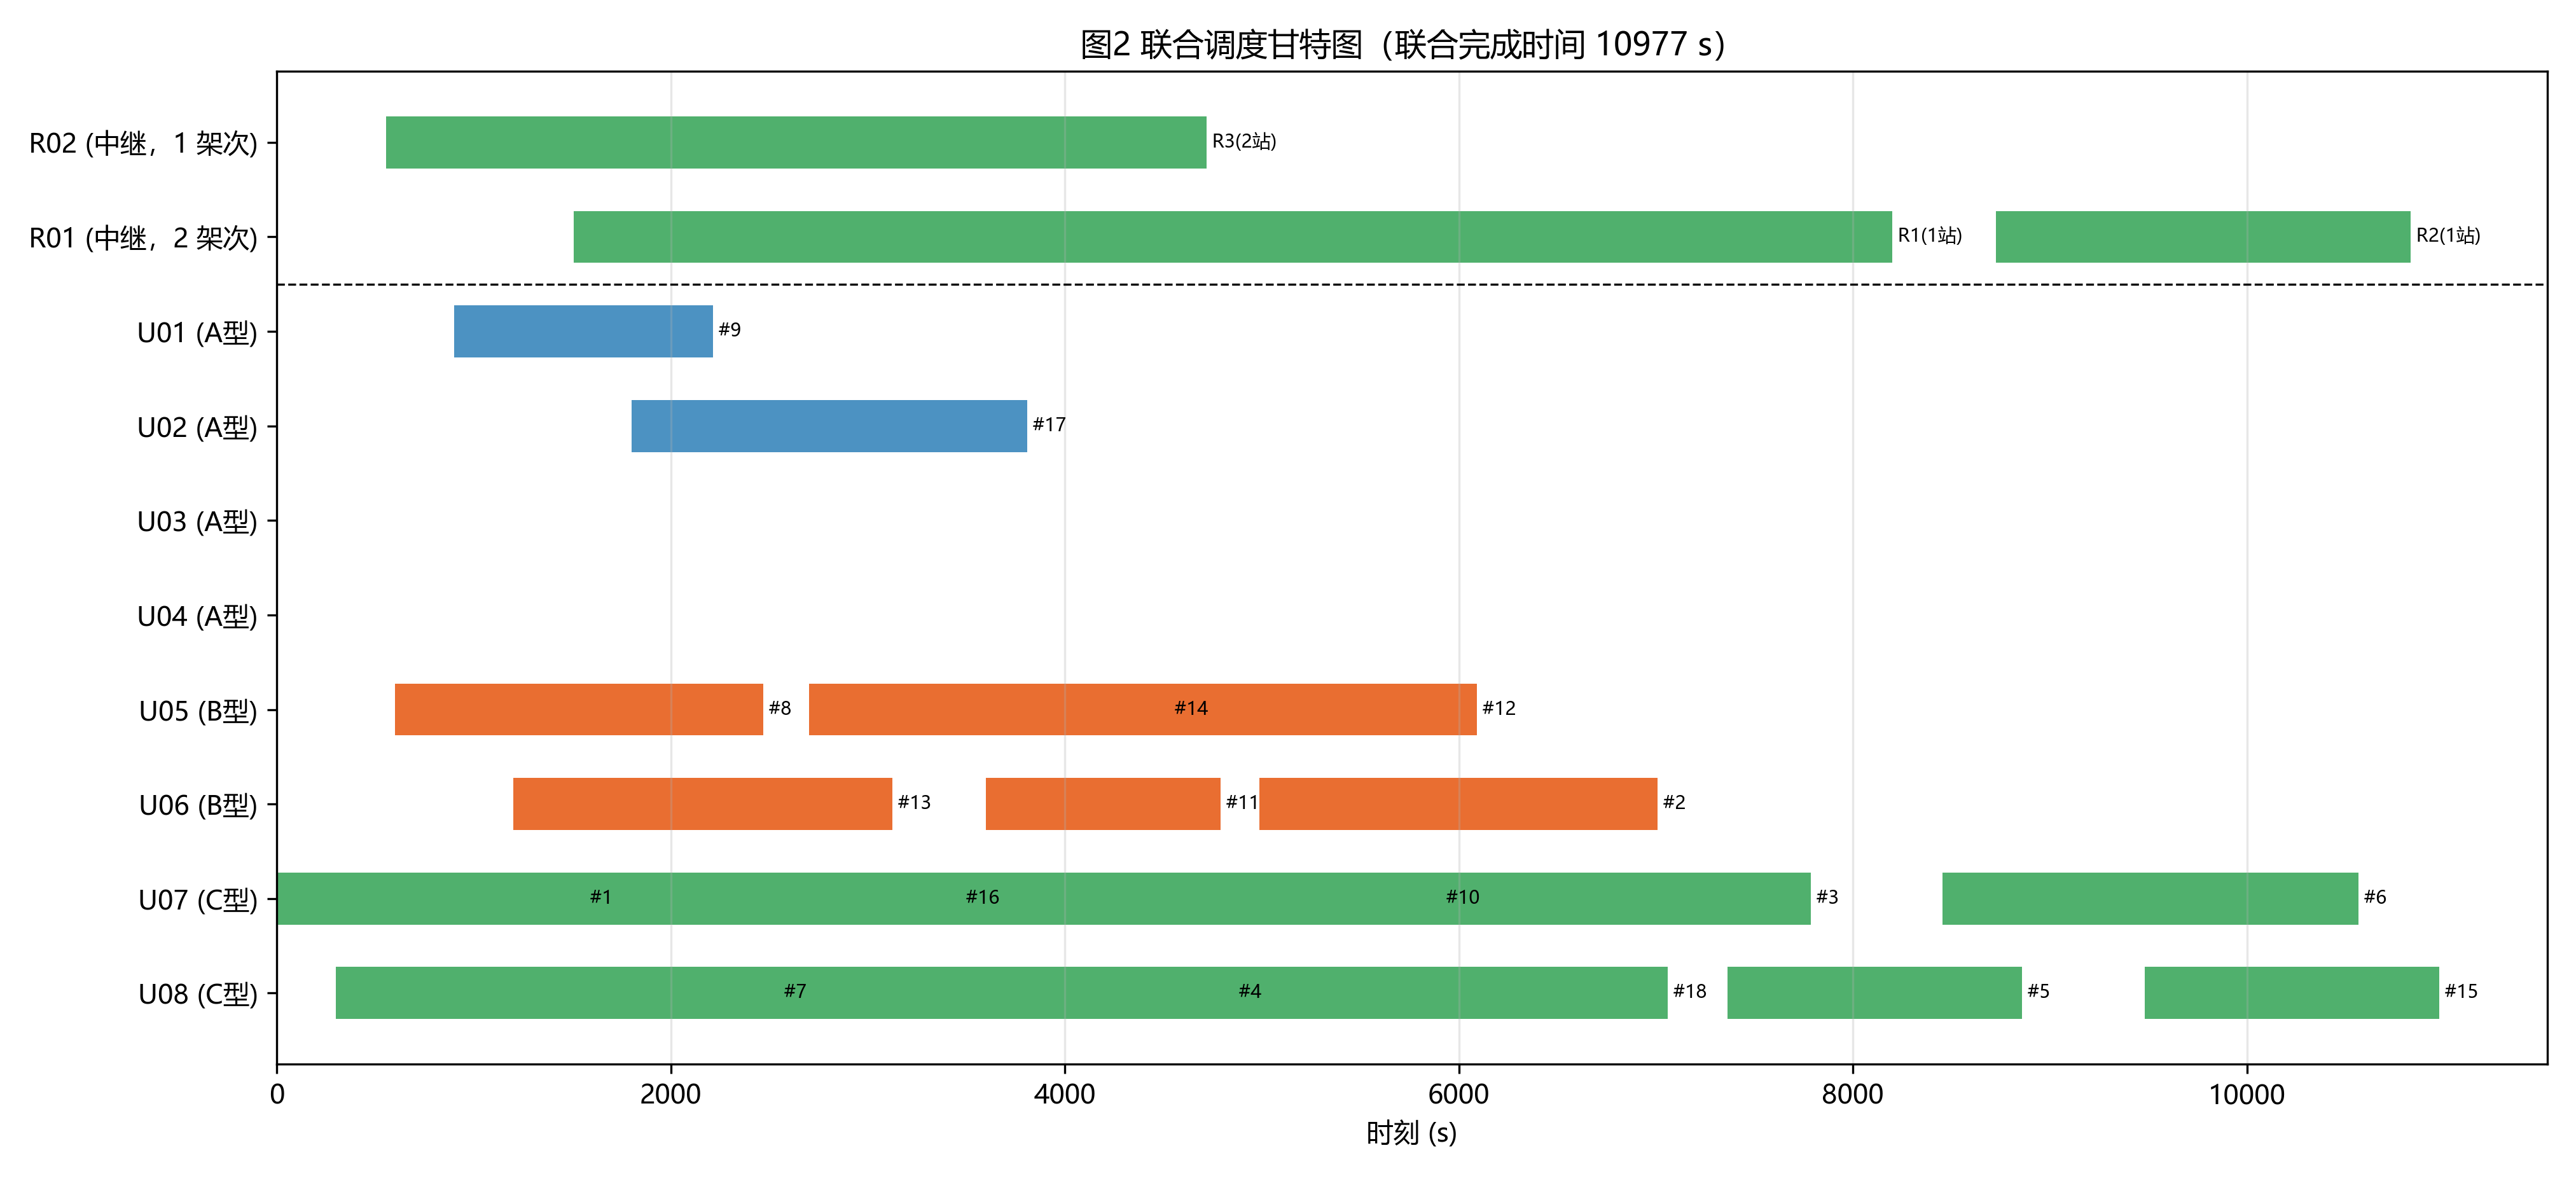 图2 联合调度甘特图（联合完成时间 10977 s）
R02 (中继，1 架次)
R3(2站)
R01 (中继，2 架次)
R1(1站)
R2(1站)
U01 (A型)
#9
U02 (A型)
#17
U03 (A型)
U04 (A型)
U05 (B型)
#8
#14
#12
U06 (B型)
#13
#11
#2
U07 (C型)
#1
#16
#10
#3
#6
U08 (C型)
#7
#4
#18
#5
#15
0
2000
4000
6000
8000
10000
时刻 (s)